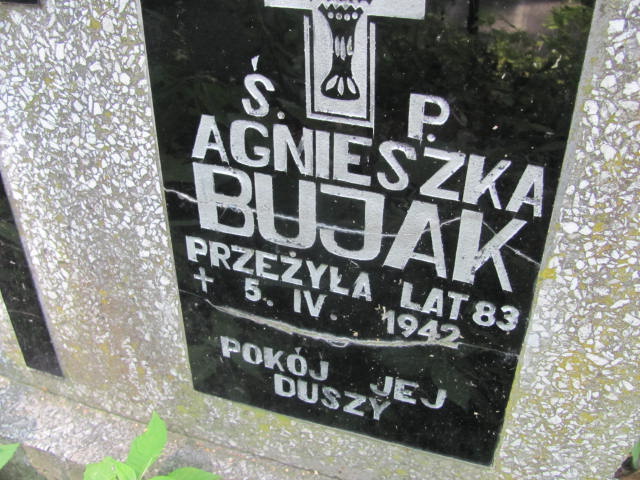 Ś. P.
AGNIESZKA
BUJAK
PRZEŻYŁA LAT 83
+ 5. IV. 1942
POKÓJ JEJ
DUSZY